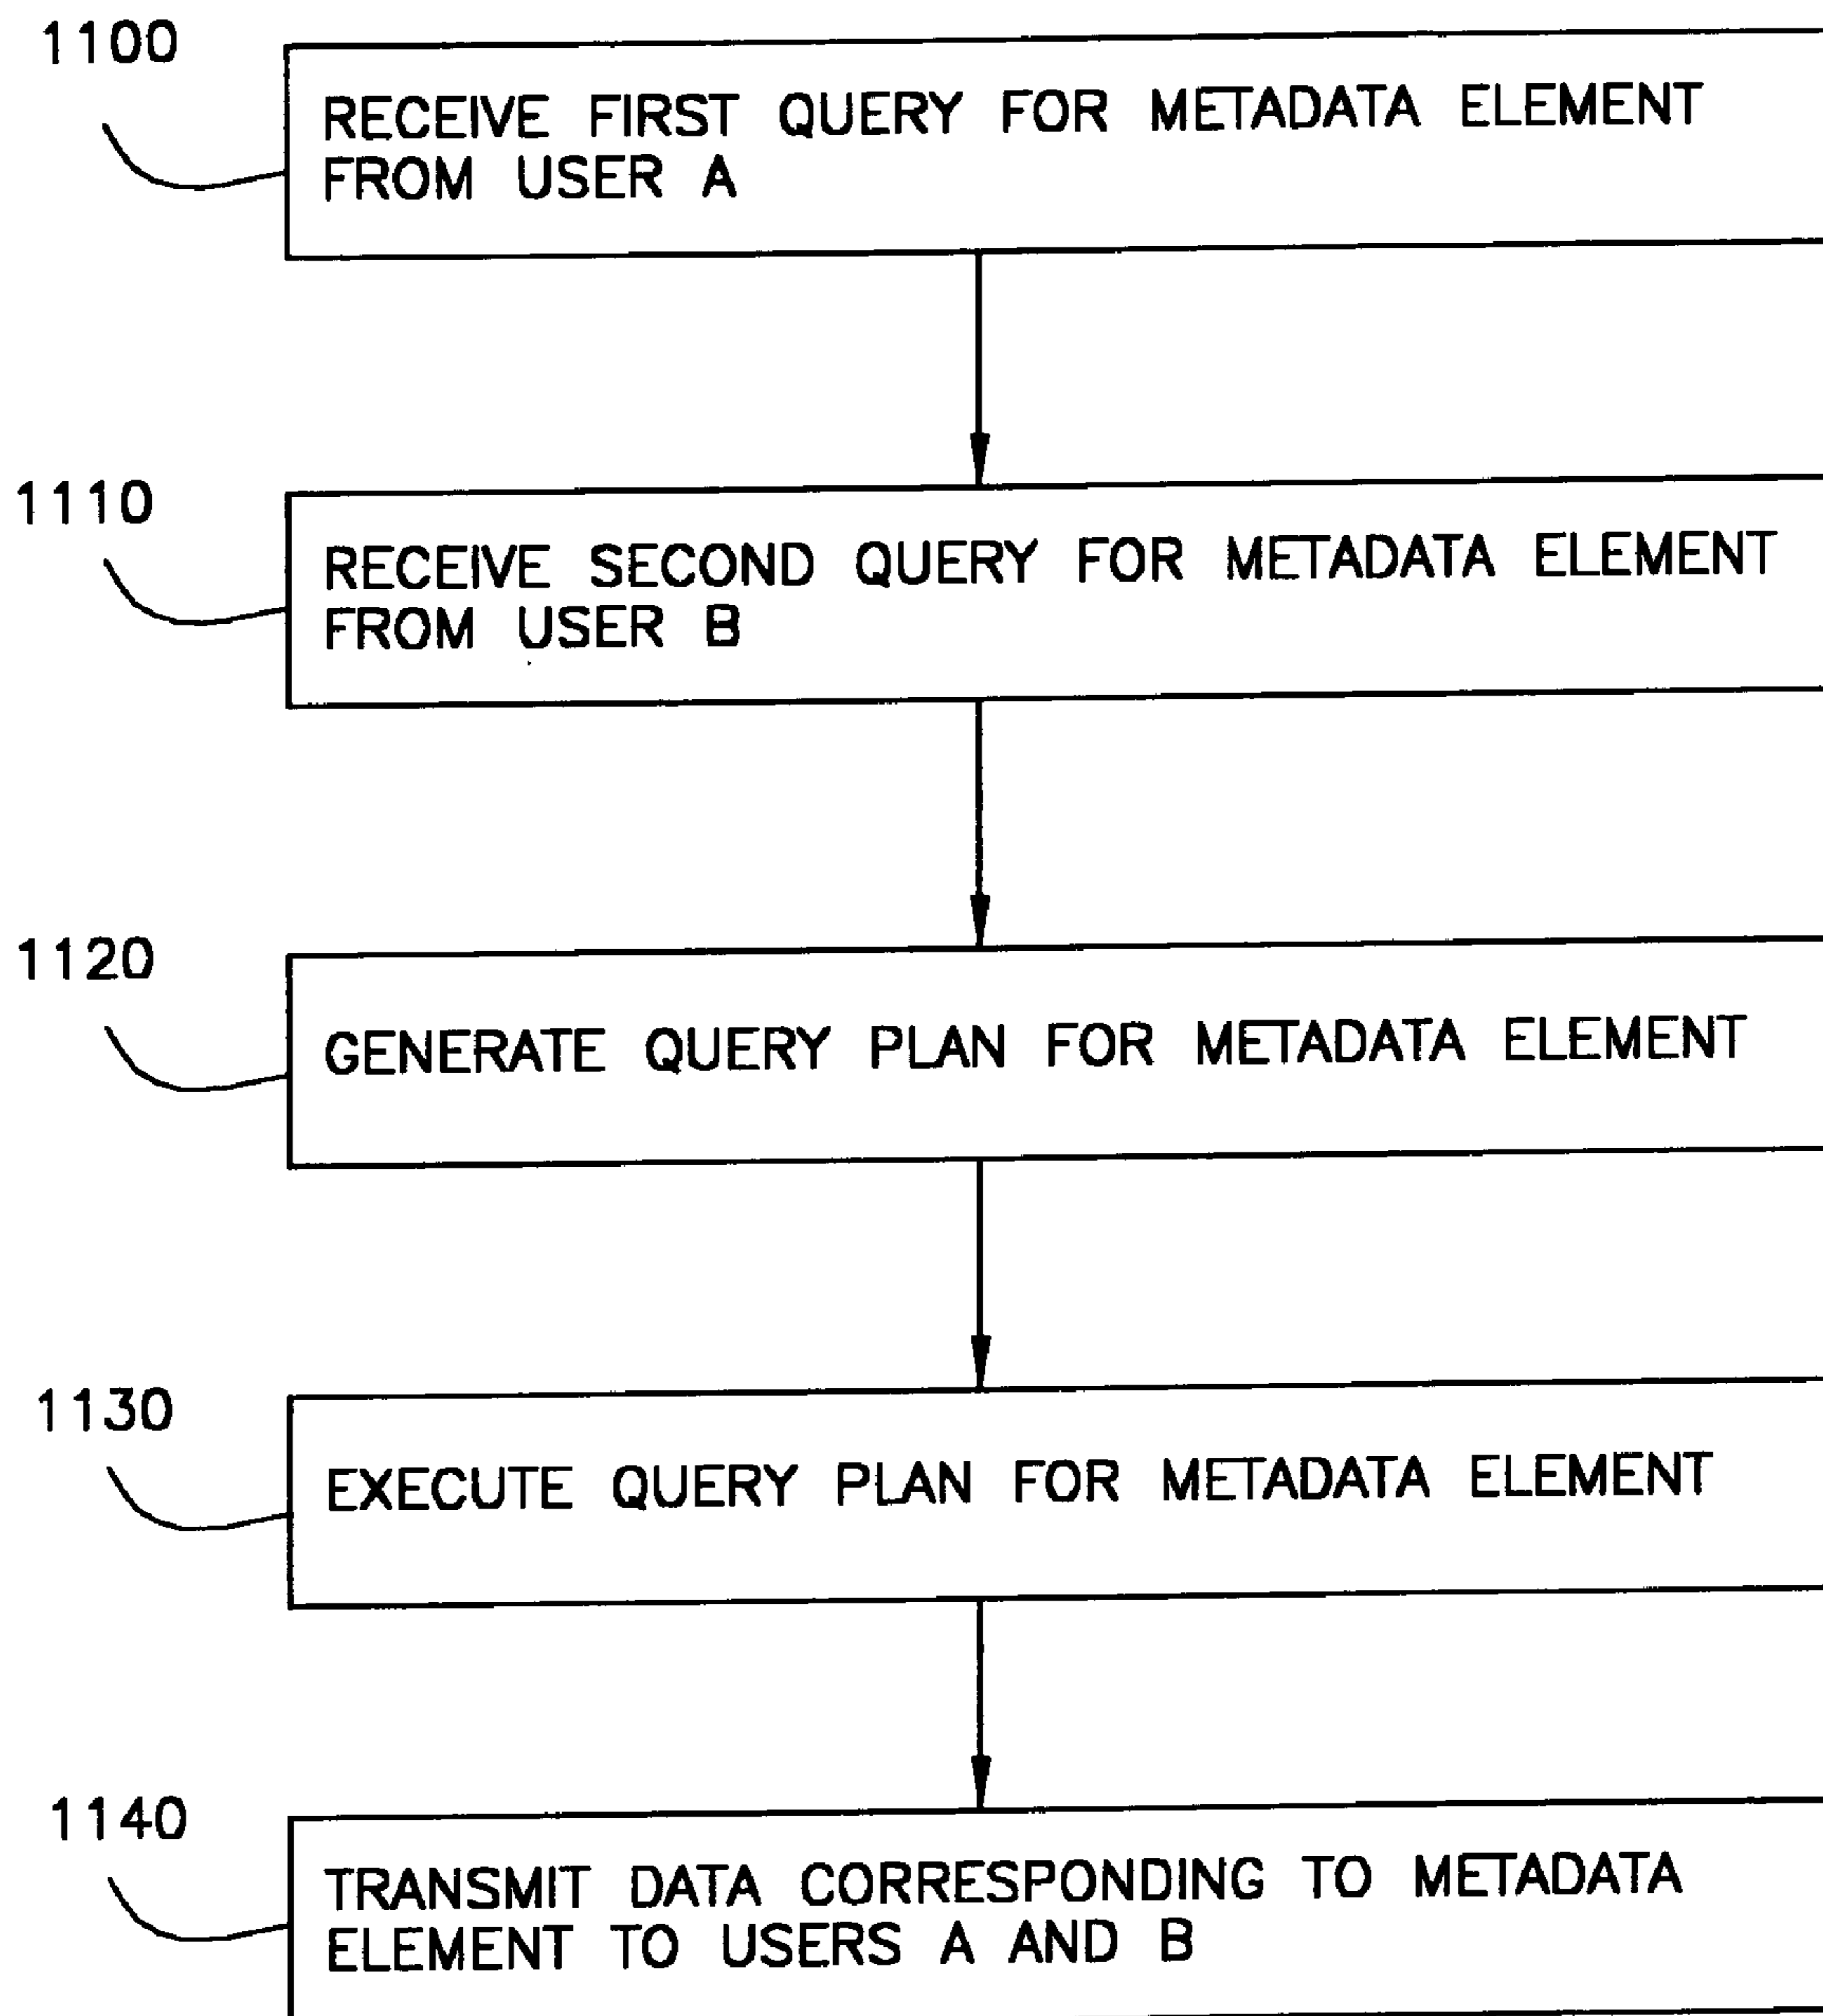 1100
RECEIVE FIRST QUERY FOR METADATA ELEMENT
FROM USER A
1110
RECEIVE SECOND QUERY FOR METADATA ELEMENT
FROM USER B
1120
GENERATE QUERY PLAN FOR METADATA ELEMENT
1130
EXECUTE QUERY PLAN FOR METADATA ELEMENT
1140
TRANSMIT DATA CORRESPONDING TO METADATA
ELEMENT TO USERS A AND B